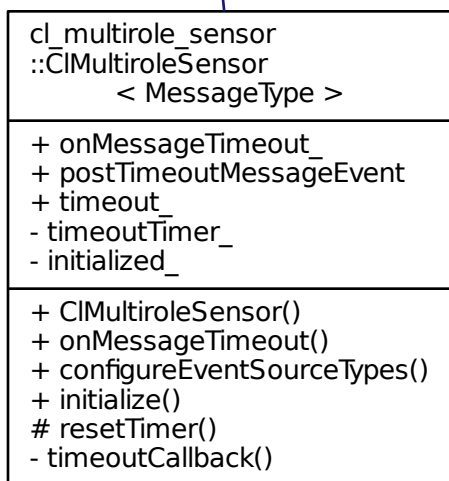 cl_multirole_sensor
::ClMultiroleSensor
< MessageType >
+ onMessageTimeout_
+ postTimeoutMessageEvent
+ timeout_
- timeoutTimer_
- initialized_
+ ClMultiroleSensor()
+ onMessageTimeout()
+ configureEventSourceTypes()
+ initialize()
# resetTimer()
- timeoutCallback()